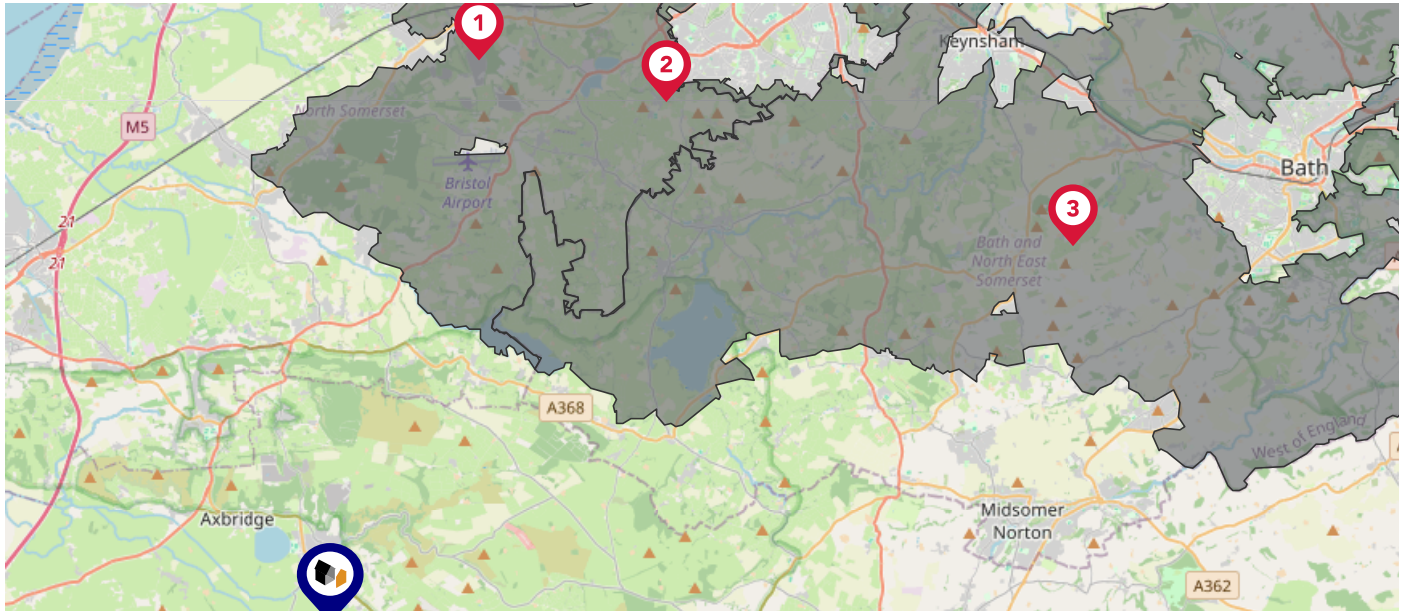 1
2
Keynsham
North Somerset
M5
Bath
Bristol
Airport
3
21
Bath and
North East
Somerset
21
A368
West of England
Axbridge
Midsomer
Norton
A362